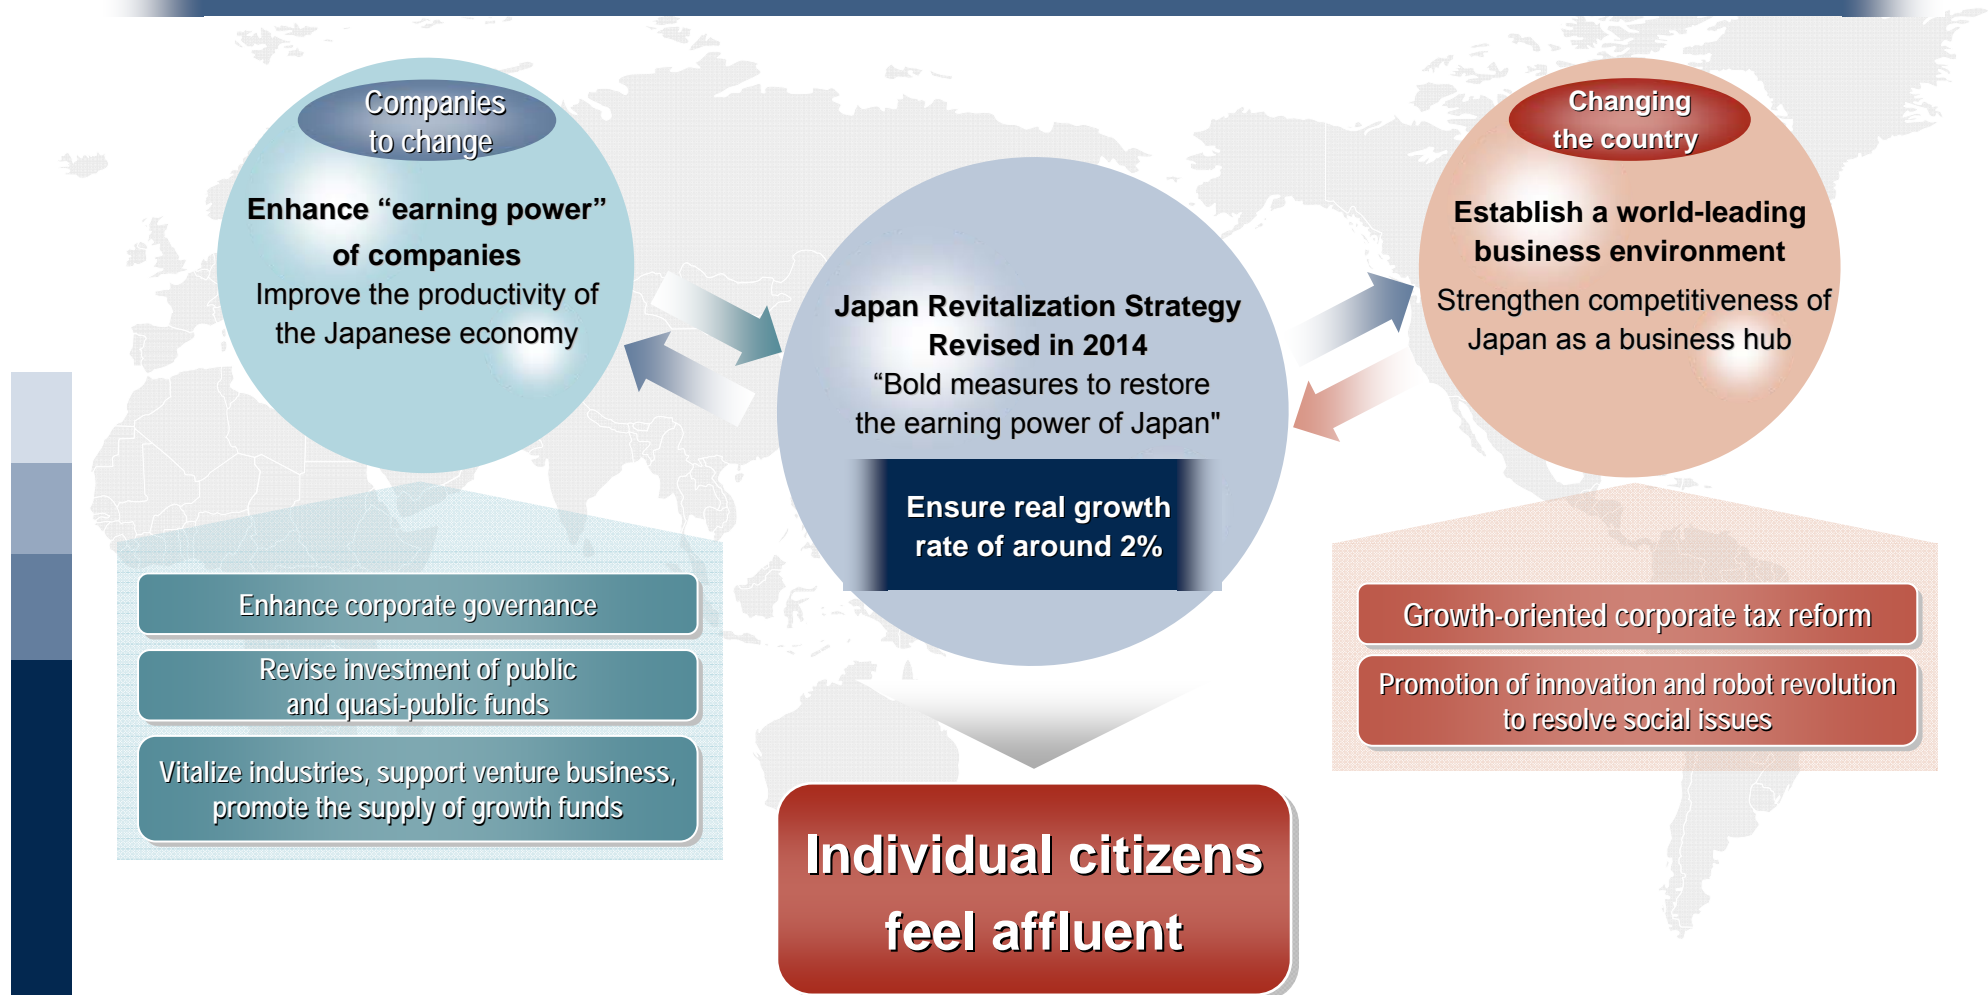 Companies
to change
Enhance “earning power”
of companies
Improve the productivity of
the Japanese economy
Enhance corporate governance
Revise investment of public
and quasi-public funds
Vitalize industries, support venture business,
promote the supply of growth funds
Japan Revitalization Strategy
Revised in 2014
“Bold measures to restore
the earning power of Japan"
Ensure real growth
rate of around 2%
Individual citizens
feel affluent
Changing
the country
Establish a world-leading
business environment
Strengthen competitiveness of
Japan as a business hub
Growth-oriented corporate tax reform
Promotion of innovation and robot revolution
to resolve social issues